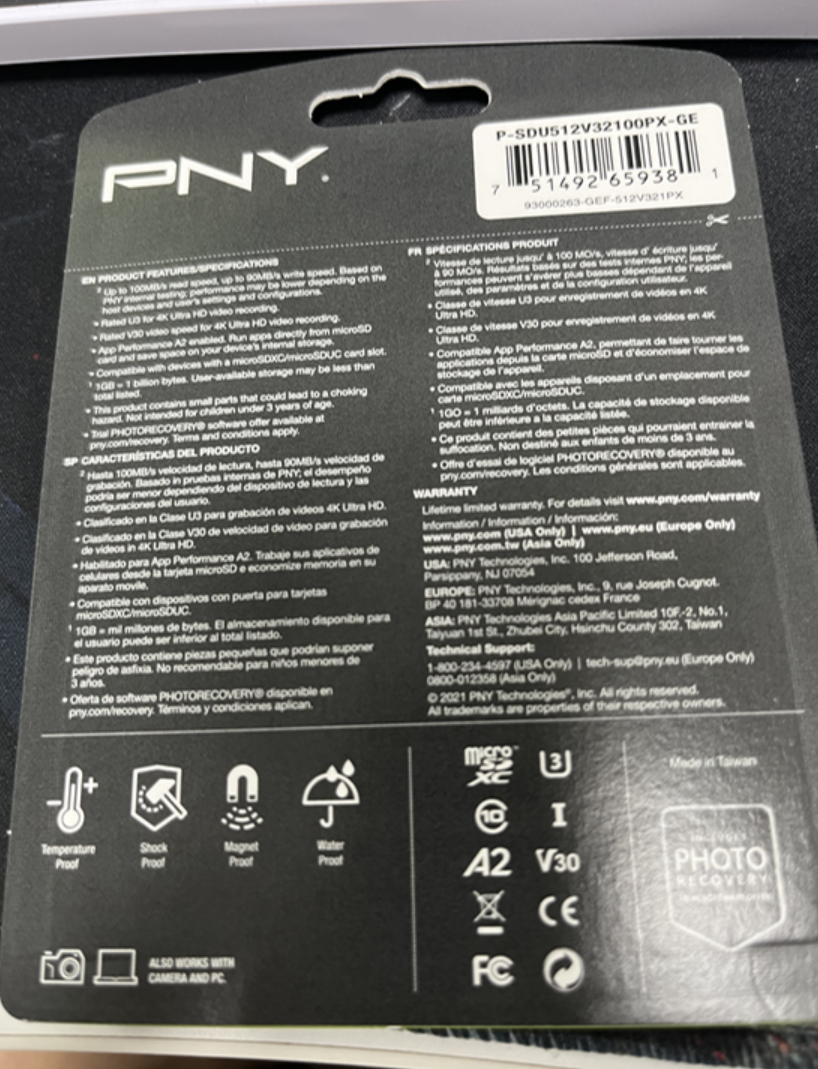 PNY
P-SDU512V32100PX-GE
7 51492 65938 1
93000263-GEF-512V321PX
EN PRODUCT FEATURES/SPECIFICATIONS
² Up to 100MB/s read speed, up to 90MB/s write speed. Based on
PNY internal testing; performance may be lower depending on the
host devices and user's settings and configurations.
• Rated U3 for 4K Ultra HD video recording.
• Rated V30 video speed for 4K Ultra HD video recording.
• App Performance A2 enabled. Run apps directly from microSD
card and save space on your device's internal storage.
• Compatible with devices with a microSDXC/microSDUC card slot.
¹ 1GB = 1 billion bytes. User-available storage may be less than
total listed.
• This product contains small parts that could lead to a choking
hazard. Not intended for children under 3 years of age.
• Trial PHOTORECOVERY® software offer available at
pny.com/recovery. Terms and conditions apply.
SP CARACTERÍSTICAS DEL PRODUCTO
² Hasta 100MB/s velocidad de lectura, hasta 90MB/s velocidad de
grabación. Basado in pruebas internas de PNY; el desempeño
podría ser menor dependiendo del dispositivo de lectura y las
configuraciones del usuario.
• Clasificado en la Clase U3 para grabación de videos 4K Ultra HD.
• Clasificado en la Clase V30 de velocidad de video para grabación
de videos in 4K Ultra HD.
• Habilitado para App Performance A2. Trabaje sus aplicativos de
celulares desde la tarjeta microSD e economize memoria en su
aparato movile.
• Compatible con dispositivos con puerta para tarjetas
microSDXC/microSDUC.
¹ 1GB = mil millones de bytes. El almacenamiento disponible para
el usuario puede ser inferior al total listado.
• Este producto contiene piezas pequeñas que podrían suponer
peligro de asfixia. No recomendable para niños menores de
3 años.
• Oferta de software PHOTORECOVERY® disponible en
pny.com/recovery. Términos y condiciones aplican.
FR SPÉCIFICATIONS PRODUIT
² Vitesse de lecture jusqu' à 100 MO/s, vitesse d' écriture jusqu'
à 90 MO/s. Résultats basés sur des tests internes PNY; les per-
formances peuvent s'avérer plus basses dépendant de l'appareil
utilisé, des paramètres et de la configuration utilisateur.
• Classe de vitesse U3 pour enregistrement de vidéos en 4K
Ultra HD.
• Classe de vitesse V30 pour enregistrement de vidéos en 4K
Ultra HD.
• Compatible App Performance A2, permettant de faire tourner les
applications depuis la carte microSD et d'économiser l'espace de
stockage de l'appareil.
• Compatible avec les appareils disposant d'un emplacement pour
carte microSDXC/microSDUC.
¹ 1GO = 1 milliards d'octets. La capacité de stockage disponible
peut être inférieure à la capacité listée.
• Ce produit contient des petites pièces qui pourraient entrainer la
suffocation. Non destiné aux enfants de moins de 3 ans.
• Offre d'essai de logiciel PHOTORECOVERY® disponible au
pny.com/recovery. Les conditions générales sont applicables.
WARRANTY
Lifetime limited warranty. For details visit www.pny.com/warranty
Information / Information / Información:
www.pny.com (USA Only) | www.pny.eu (Europe Only)
www.pny.com.tw (Asia Only)
USA: PNY Technologies, Inc. 100 Jefferson Road,
Parsippany, NJ 07054
EUROPE: PNY Technologies, Inc., 9, rue Joseph Cugnot.
BP 40 181-33708 Mérignac cedex France
ASIA: PNY Technologies Asia Pacific Limited 10F.-2, No.1,
Taiyuan 1st St., Zhubei City, Hsinchu County 302, Taiwan
Technical Support:
1-800-234-4597 (USA Only) | tech-sup@pny.eu (Europe Only)
0800-012358 (Asia Only)
© 2021 PNY Technologies®, Inc. All rights reserved.
All trademarks are properties of their respective owners.
Temperature
Proof
Shock
Proof
Magnet
Proof
Water
Proof
ALSO WORKS WITH
CAMERA AND PC.
micro SD XC
3
10
I
A2
V30
CE
FC
Made in Taiwan
INCLUDES
PHOTO
RECOVERY